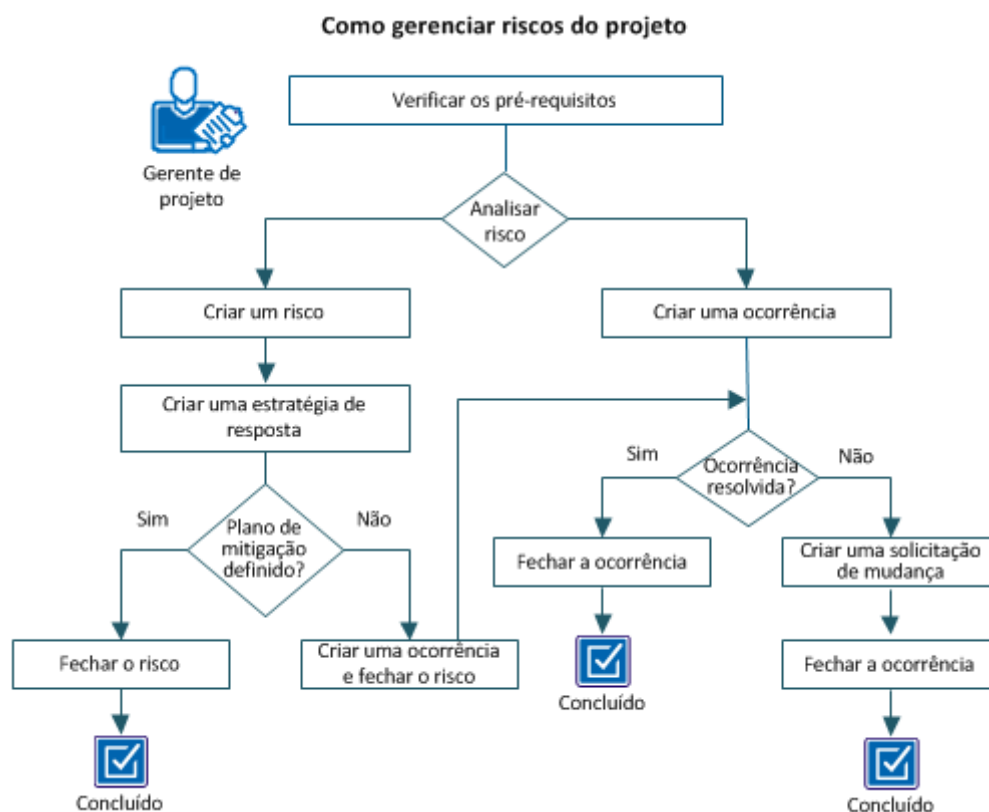 Como gerenciar riscos do projeto
Verificar os pré-requisitos
Gerente de
projeto
Analisar
risco
Criar um risco
Criar uma ocorrência
Criar uma estratégia de
resposta
Sim
Ocorrência
resolvida?
Não
Sim
Plano de
mitigação
definido?
Não
Fechar a ocorrência
Criar uma solicitação
de mudança
Fechar o risco
Criar uma ocorrência
e fechar o risco
Fechar a ocorrência
Concluído
Concluído
Concluído